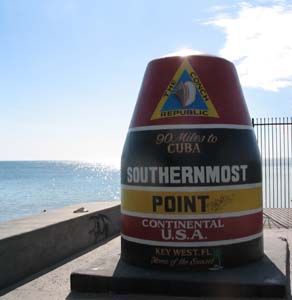 THE CONCH
REPUBLIC
90 Miles to
CUBA
SOUTHERNMOST
POINT
CONTINENTAL
U.S.A.
KEY WEST, FL
Home of the Sunset